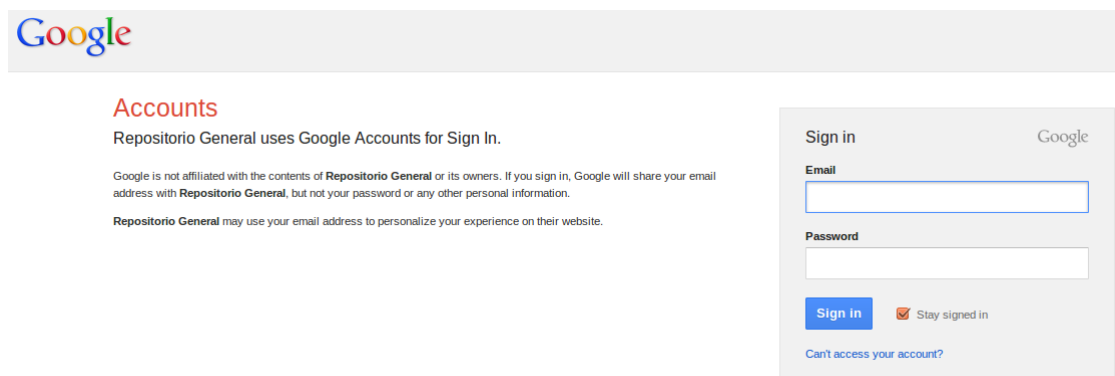 Google
Accounts
Repositorio General uses Google Accounts for Sign In.
Google is not affiliated with the contents of Repositorio General or its owners. If you sign in, Google will share your email
address with Repositorio General, but not your password or any other personal information.
Repositorio General may use your email address to personalize your experience on their website.
Sign in Google
Email
Password
Sign in Stay signed in
Can't access your account?